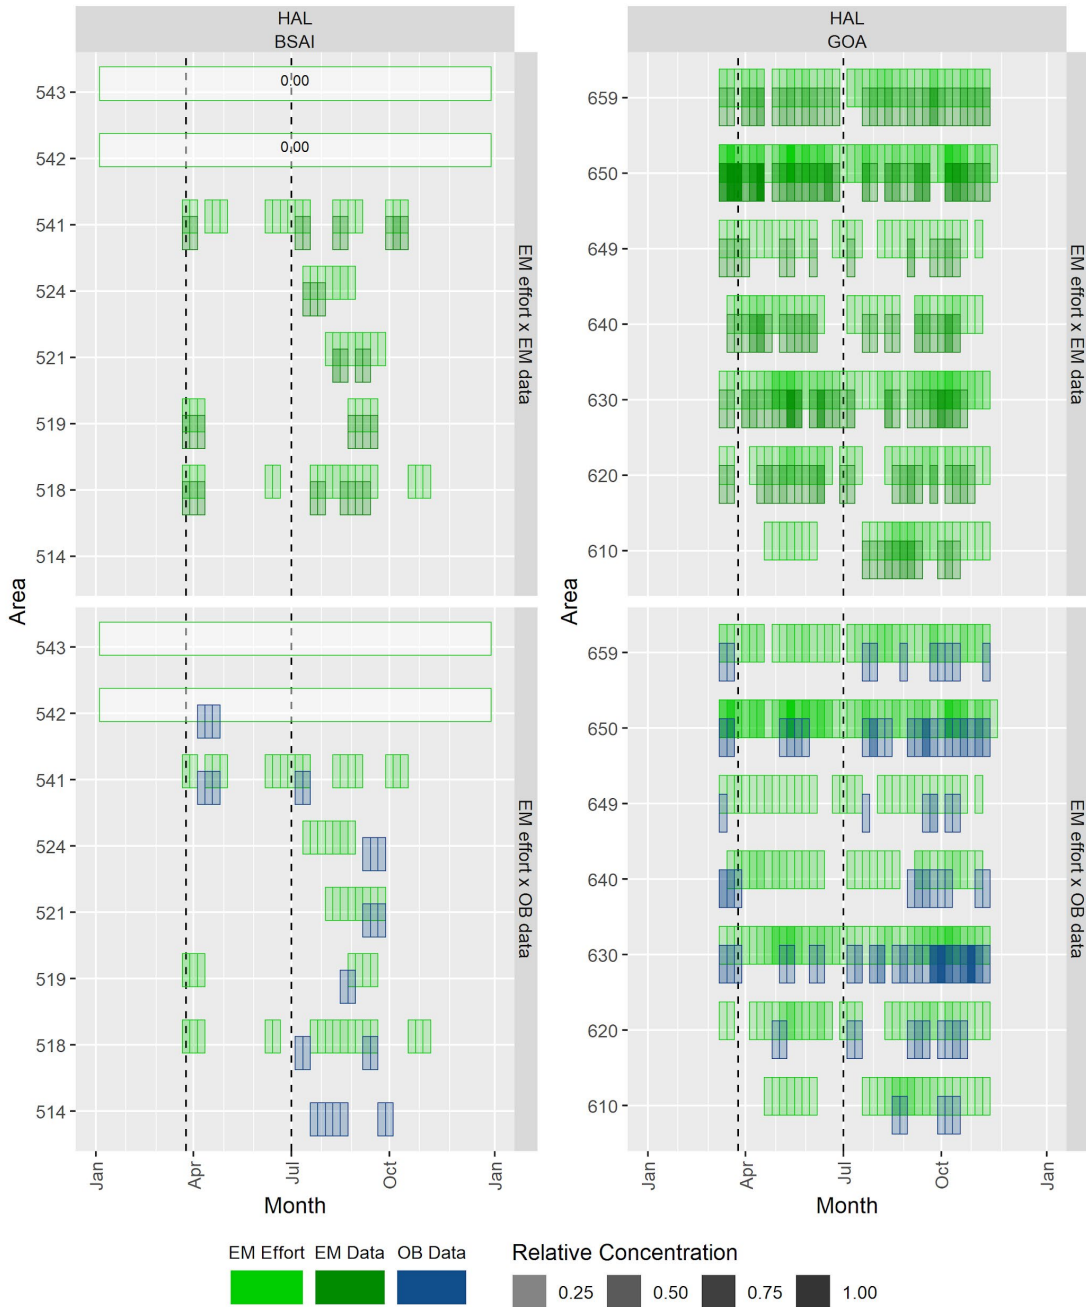 HAL
BSAI
HAL
GOA
543
0.00
542
0.00
541
524
521
519
518
514
EM effort x EM data
659
650
649
640
630
620
610
EM effort x EM data
Area
Area
543
542
541
524
521
519
518
514
EM effort x OB data
659
650
649
640
630
620
610
EM effort x OB data
Jan
Apr
Jul
Oct
Jan
Month
Jan
Apr
Jul
Oct
Jan
Month
EM Effort EM Data OB Data
Relative Concentration
0.25 0.50 0.75 1.00